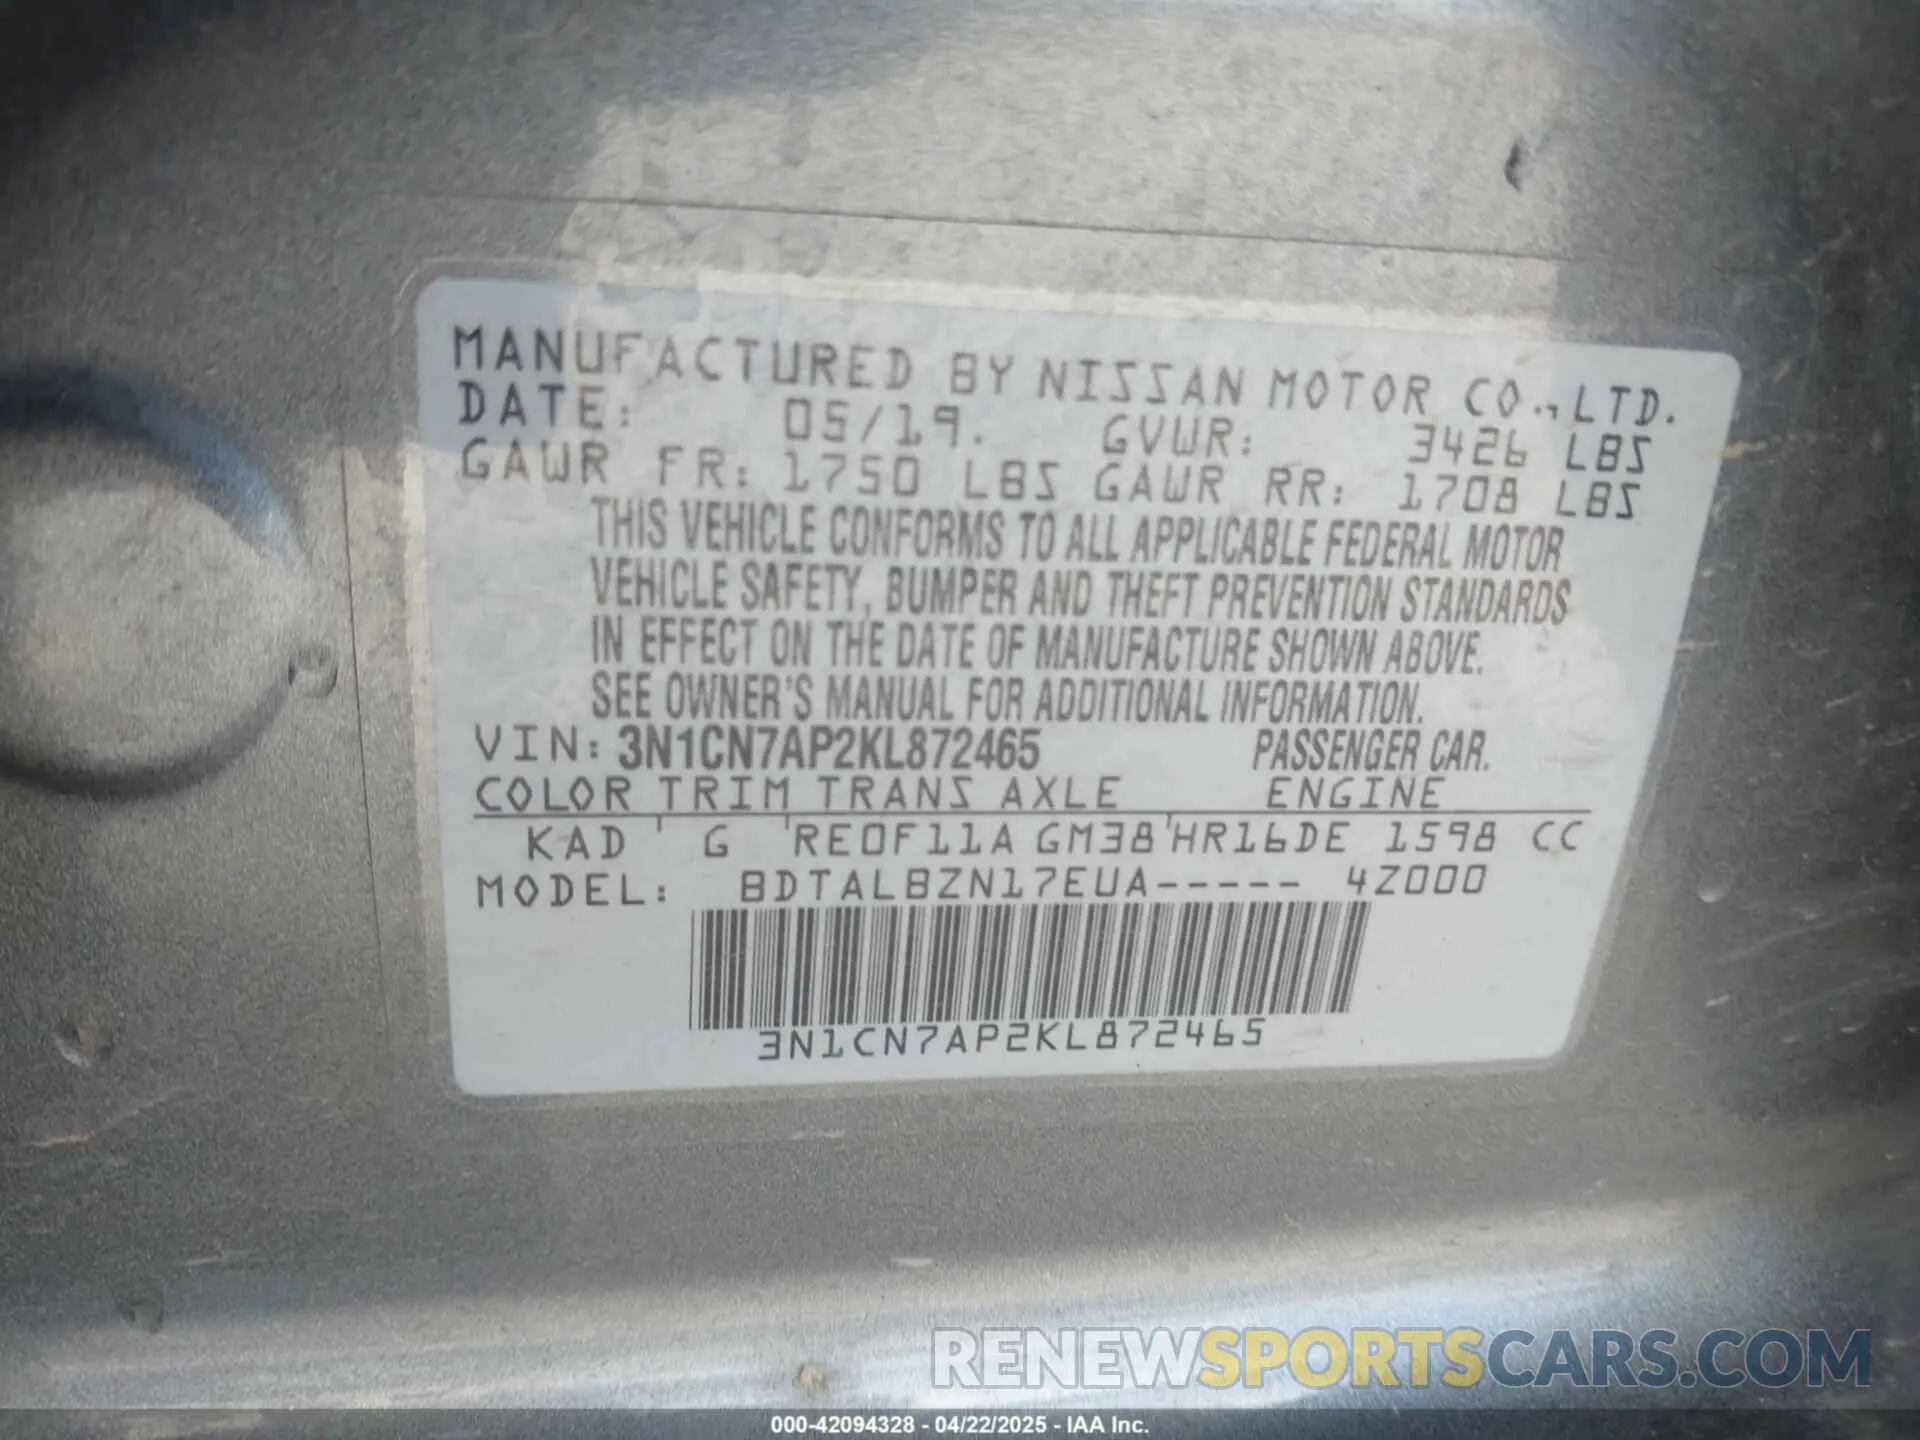 MANUFACTURED BY NISSAN MOTOR CO.,LTD.
DATE: 05/19. GVWR: 3426 LBS
GAWR FR: 1750 LBS GAWR RR: 1708 LBS
THIS VEHICLE CONFORMS TO ALL APPLICABLE FEDERAL MOTOR
VEHICLE SAFETY, BUMPER AND THEFT PREVENTION STANDARDS
IN EFFECT ON THE DATE OF MANUFACTURE SHOWN ABOVE.
SEE OWNER'S MANUAL FOR ADDITIONAL INFORMATION.
VIN: 3N1CN7AP2KL872465 PASSENGER CAR.
COLOR TRIM TRANS AXLE ENGINE
KAD G RE0F11A GM38 HR16DE 1598 CC
MODEL: BDTALBZN17EUA----- 4Z000
3N1CN7AP2KL872465
RENEWSPORTSCARS.COM
000-42094328 - 04/22/2025 - IAA Inc.